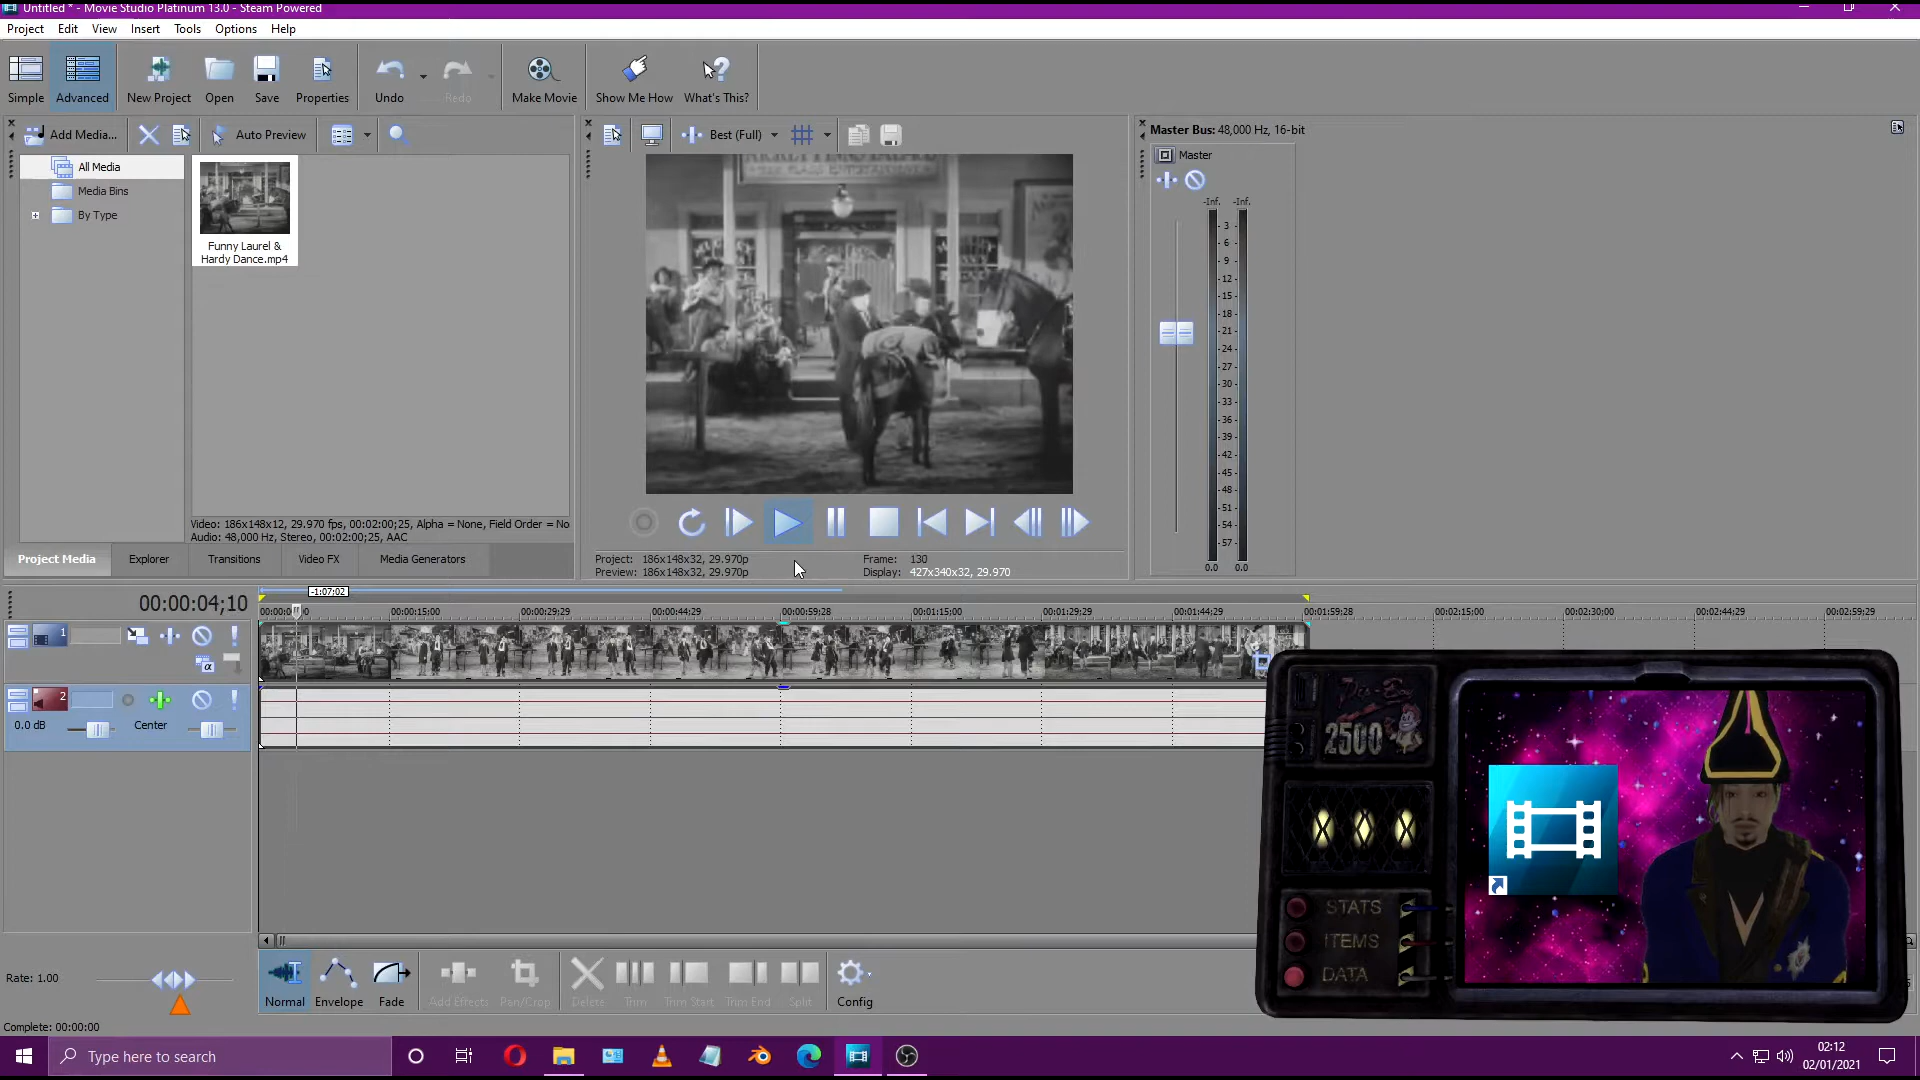 Untitled * - Movie Studio Platinum 13.0 - Steam Powered
Project Edit View Insert Tools Options Help
Simple Advanced New Project Open Save Properties Undo Redo Make Movie Show Me How What's This?
Add Media... Auto Preview
All Media
Media Bins
By Type
Funny Laurel &
Hardy Dance.mp4
Video: 186x148x12, 29.970 fps, 00:02:00;25, Alpha = None, Field Order = No
Audio: 48,000 Hz, Stereo, 00:02:00;25, AAC
Project Media Explorer Transitions Video FX Media Generators
Best (Full)
Project: 186x148x32, 29.970p
Preview: 186x148x32, 29.970p
Frame: 130
Display: 427x340x32, 29.970
Master Bus: 48,000 Hz, 16-bit
Master
-Inf. -Inf.
3
6
9
12
15
18
21
24
27
30
33
36
39
42
45
48
51
54
57
0.0 0.0
00:00:04;10
-1:07:02
00:00:15;00 00:00:29;29 00:00:44;29 00:00:59;28 00:01:15;00 00:01:29;29 00:01:44;29 00:01:59;28 00:02:15;00 00:02:30;00 00:02:44;29 00:02:59;29
1
2
0.0 dB Center
Rate: 1.00
Normal Envelope Fade Add Effects Pan/Crop Delete Trim Trim Start Trim End Split Config
Complete: 00:00:00
2500
STATS
ITEMS
DATA
Type here to search
02:12
02/01/2021